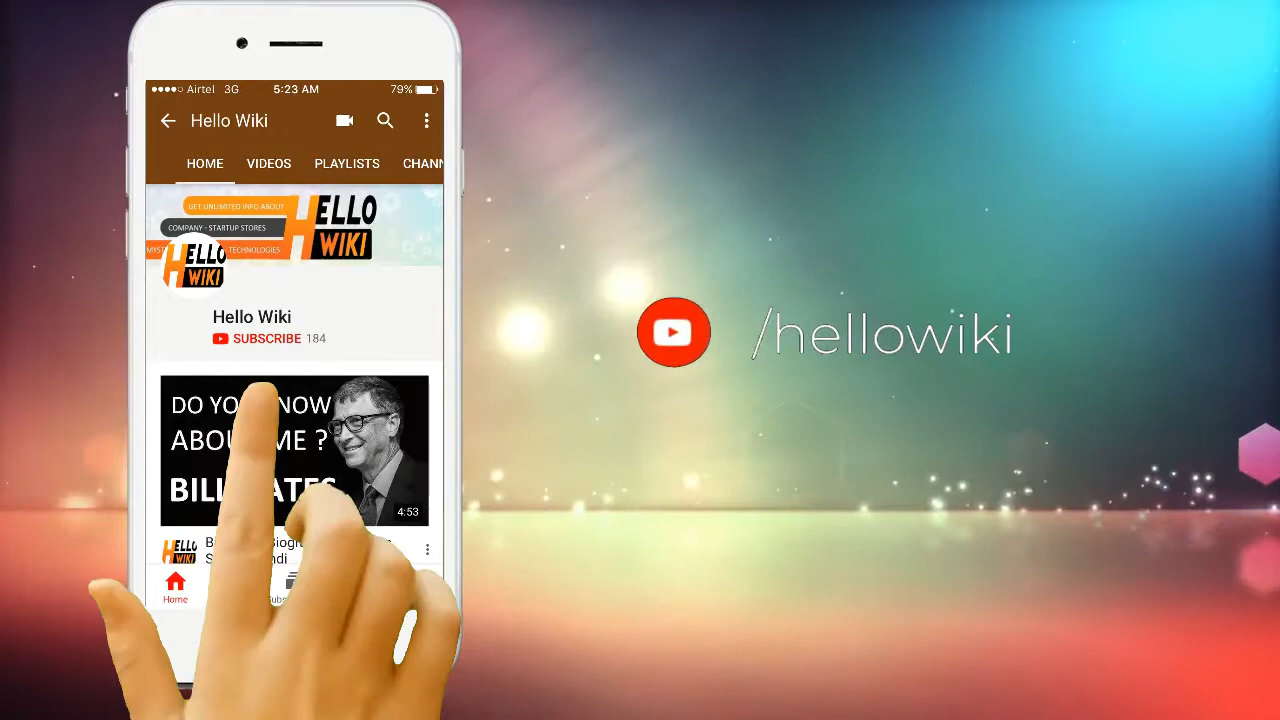 Airtel 3G 5:23 AM 79%
Hello Wiki
HOME VIDEOS PLAYLISTS CHANN
GET UNLIMITED INFO ABOUT
COMPANY - STARTUP STORES
MYST TECHNOLOGIES
HELLO
WIKI
HELLO
WIKI
Hello Wiki
SUBSCRIBE 184
DO YO NOW
ABOU ME ?
BILL ATES
4:53
HELLO
WIKI
Home
/hellowiki